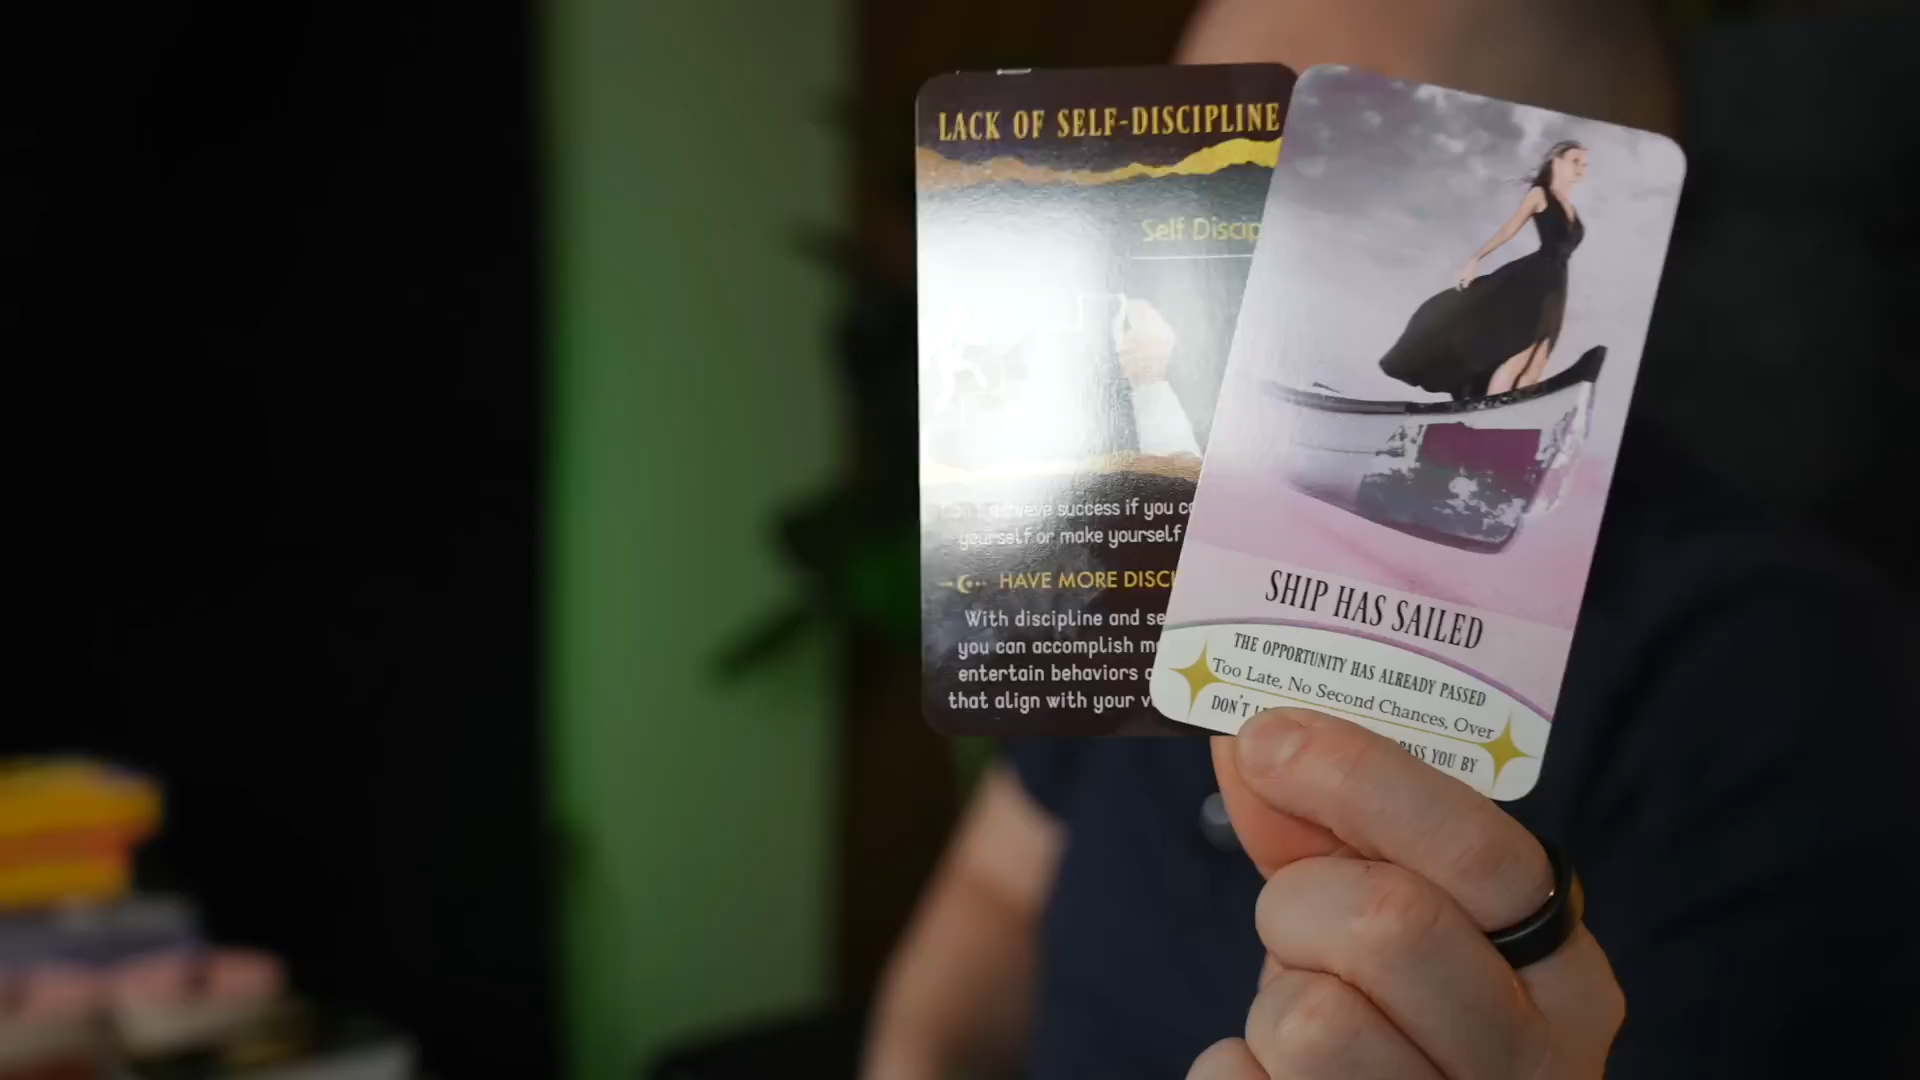 LACK OF SELF-DISCIPLINE
Self Discip
achieve success if you
yourself or make yourself
HAVE MORE DISCI
With discipline and se
you can accomplish
entertain behaviors
that align with your
SHIP HAS SAILED
THE OPPORTUNITY HAS ALREADY PASSED
Too Late, No Second Chances, Over
DON'T
PASS YOU BY